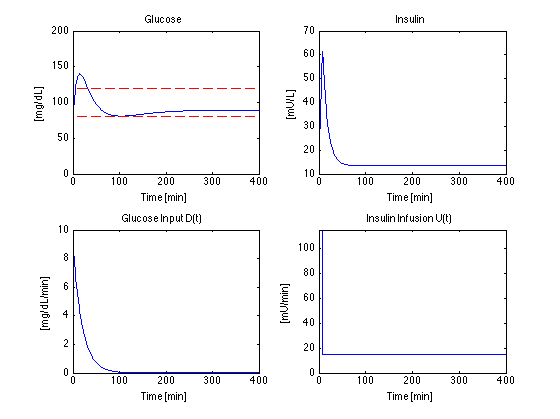 Glucose
200
150
100
50
0
[mg/dL]
0 100 200 300 400
Time [min]
Insulin
70
60
50
40
30
20
10
[mU/L]
0 100 200 300 400
Time [min]
Glucose Input D(t)
10
8
6
4
2
0
[mg/dL/min]
0 100 200 300 400
Time [min]
Insulin Infusion U(t)
100
80
60
40
20
0
[mU/min]
0 100 200 300 400
Time [min]